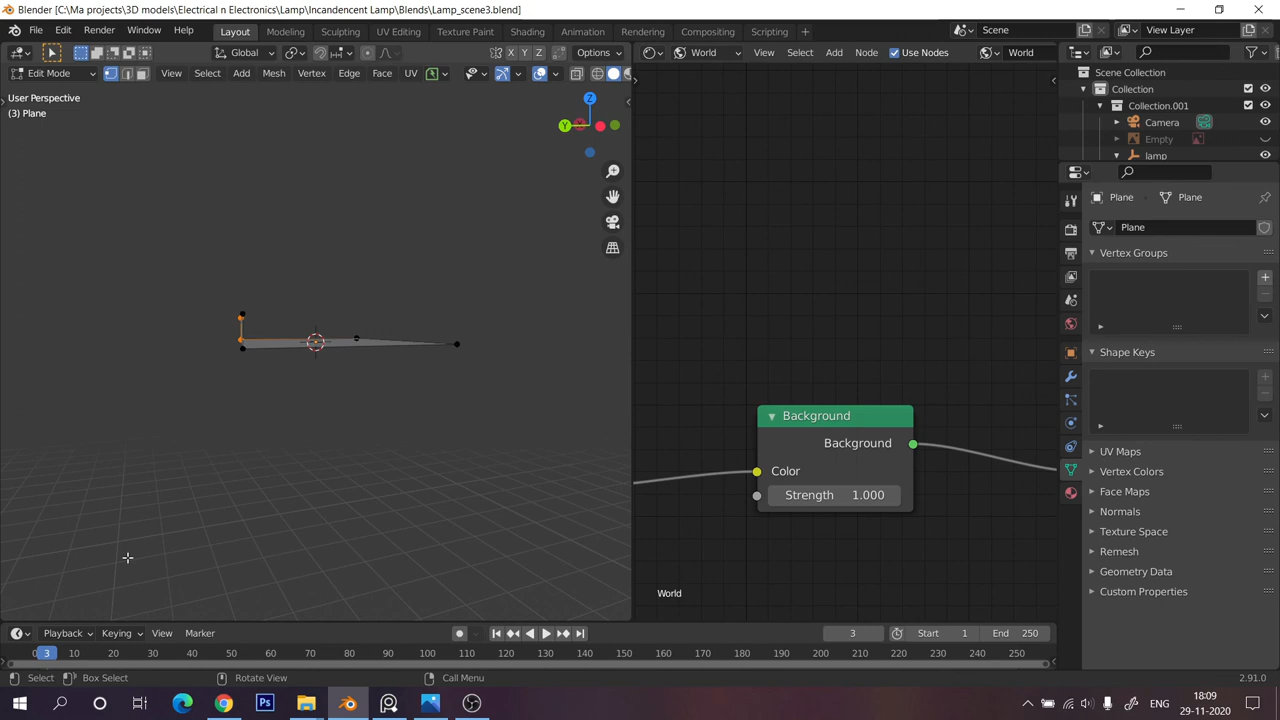 Blender [C:\Ma projects\3D models\Electrical n Electronics\Lamp\Incandencent Lamp\Blends\Lamp_scene3.blend]
File Edit Render Window Help Layout Modeling Sculpting UV Editing Texture Paint Shading Animation Rendering Compositing Scripting + Scene View Layer
Global X Y Z Options World View Select Add Node Use Nodes World
Edit Mode View Select Add Mesh Vertex Edge Face UV Scene Collection
User Perspective
(3) Plane
Z
Y
X
Collection
Collection.001
Camera
Empty
lamp
Plane Plane
Plane
Vertex Groups
Shape Keys
Background
Background
Color
Strength 1.000
World
UV Maps
Vertex Colors
Face Maps
Normals
Texture Space
Remesh
Geometry Data
Custom Properties
Playback Keying View Marker 3 Start 1 End 250
0 3 10 20 30 40 50 60 70 80 90 100 110 120 130 140 150 160 170 180 190 200 210 220 230 240 250
Select Box Select Rotate View Call Menu 2.91.0
Ps ENG 18:09
29-11-2020